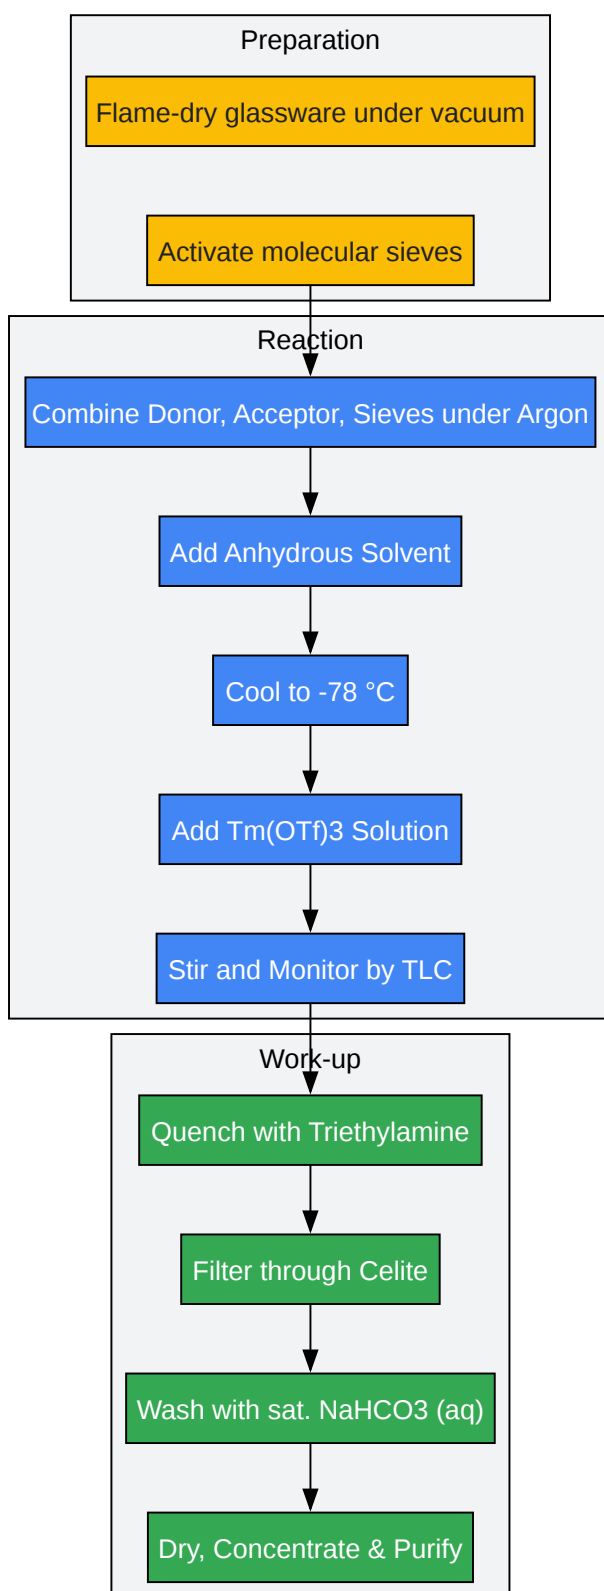 Preparation
Flame-dry glassware under vacuum
Activate molecular sieves
Reaction
Combine Donor, Acceptor, Sieves under Argon
Add Anhydrous Solvent
Cool to -78 °C
Add Tm(OTf)3 Solution
Stir and Monitor by TLC
Work-up
Quench with Triethylamine
Filter through Celite
Wash with sat. NaHCO3 (aq)
Dry, Concentrate & Purify